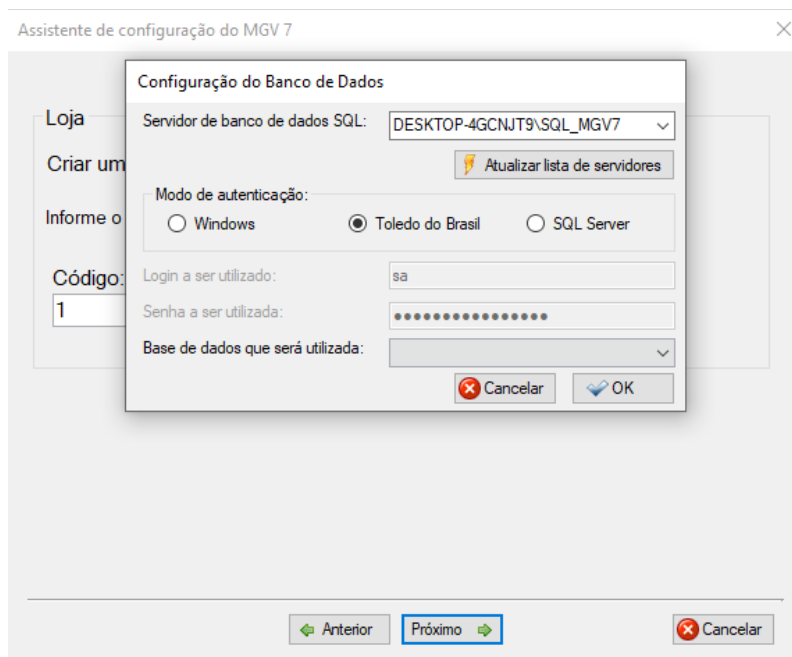 Assistente de configuração do MGV 7
Configuração do Banco de Dados
Loja
Servidor de banco de dados SQL:
DESKTOP-4GCNJT9\SQL_MGV7
Criar um
Atualizar lista de servidores
Modo de autenticação:
Informe o
Windows
Toledo do Brasil
SQL Server
Código:
Login a ser utilizado:
sa
1
Senha a ser utilizada:
••••••••••••••••
Base de dados que será utilizada:
Cancelar
OK
Anterior
Próximo
Cancelar